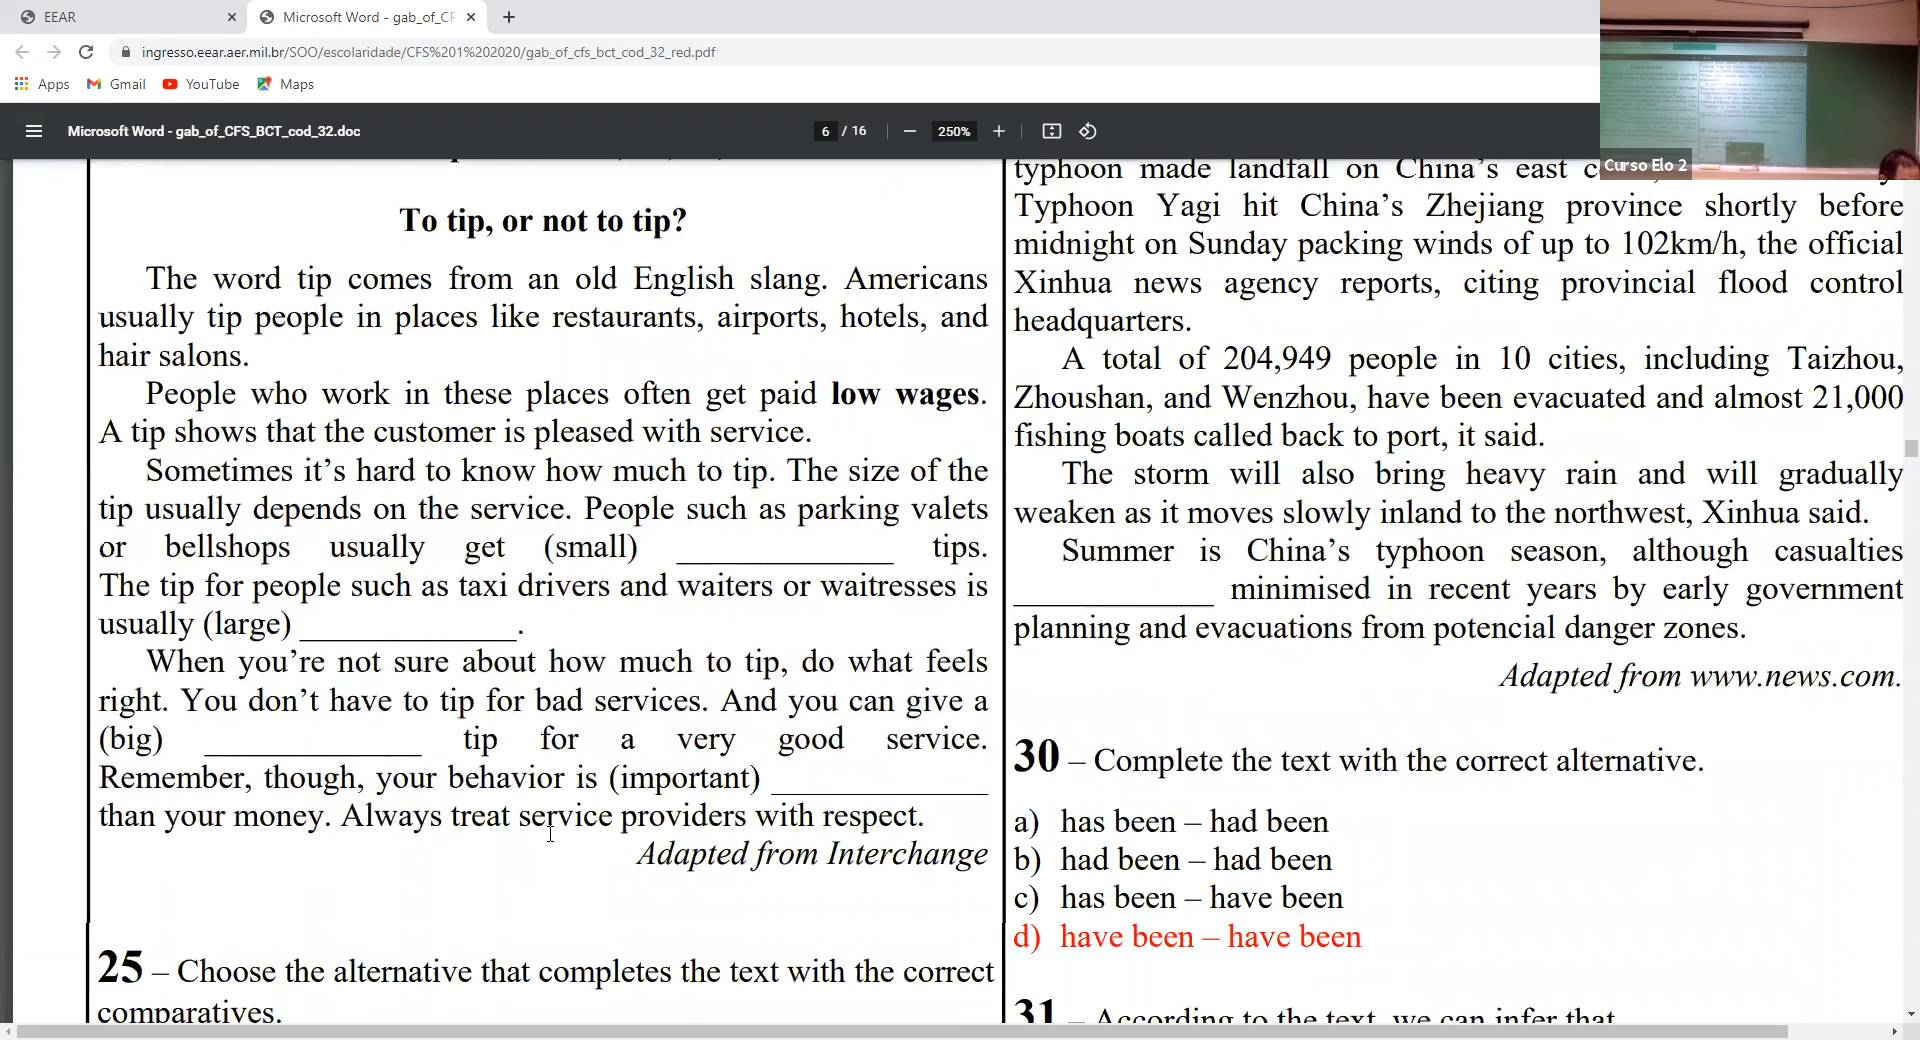 EEAR
Microsoft Word - gab_of_CF
ingresso.eear.aer.mil.br/SOO/escolaridade/CFS%201%202020/gab_of_cfs_bct_cod_32_red.pdf
Apps
Gmail
YouTube
Maps
Microsoft Word - gab_of_CFS_BCT_cod_32.doc
6 / 16
250%
Curso Elo 2
To tip, or not to tip?
The word tip comes from an old English slang. Americans
usually tip people in places like restaurants, airports, hotels, and
hair salons.
People who work in these places often get paid low wages.
A tip shows that the customer is pleased with service.
Sometimes it’s hard to know how much to tip. The size of the
tip usually depends on the service. People such as parking valets
or bellshops usually get (small) _____________ tips.
The tip for people such as taxi drivers and waiters or waitresses is
usually (large) _____________.
When you’re not sure about how much to tip, do what feels
right. You don’t have to tip for bad services. And you can give a
(big) _____________ tip for a very good service.
Remember, though, your behavior is (important) _____________
than your money. Always treat service providers with respect.
Adapted from Interchange
25 – Choose the alternative that completes the text with the correct
comparatives.
typhoon made landfall on China’s east
Typhoon Yagi hit China’s Zhejiang province shortly before
midnight on Sunday packing winds of up to 102km/h, the official
Xinhua news agency reports, citing provincial flood control
headquarters.
A total of 204,949 people in 10 cities, including Taizhou,
Zhoushan, and Wenzhou, have been evacuated and almost 21,000
fishing boats called back to port, it said.
The storm will also bring heavy rain and will gradually
weaken as it moves slowly inland to the northwest, Xinhua said.
Summer is China’s typhoon season, although casualties
____________ minimised in recent years by early government
planning and evacuations from potencial danger zones.
Adapted from www.news.com.
30 – Complete the text with the correct alternative.
a) has been – had been
b) had been – had been
c) has been – have been
d) have been – have been
31 – According to the text, we can infer that